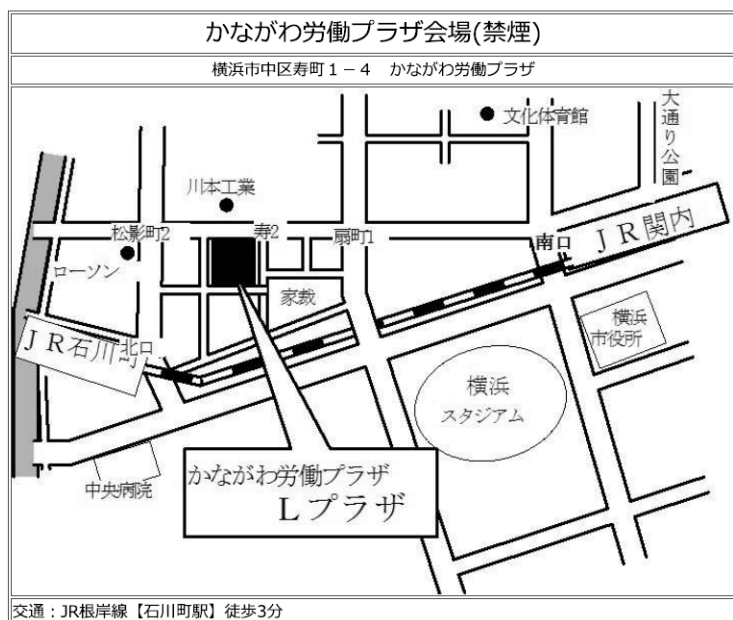 かながわ労働プラザ会場(禁煙)
横浜市中区寿町１－４　かながわ労働プラザ
文化体育館
大通り公園
川本工業
松影町2
寿2
扇町1
南口
JR関内
ローソン
家裁
横浜
市役所
JR石川町
北口
横浜
スタジアム
中央病院
かながわ労働プラザ
Lプラザ
交通：JR根岸線【石川町駅】徒歩3分